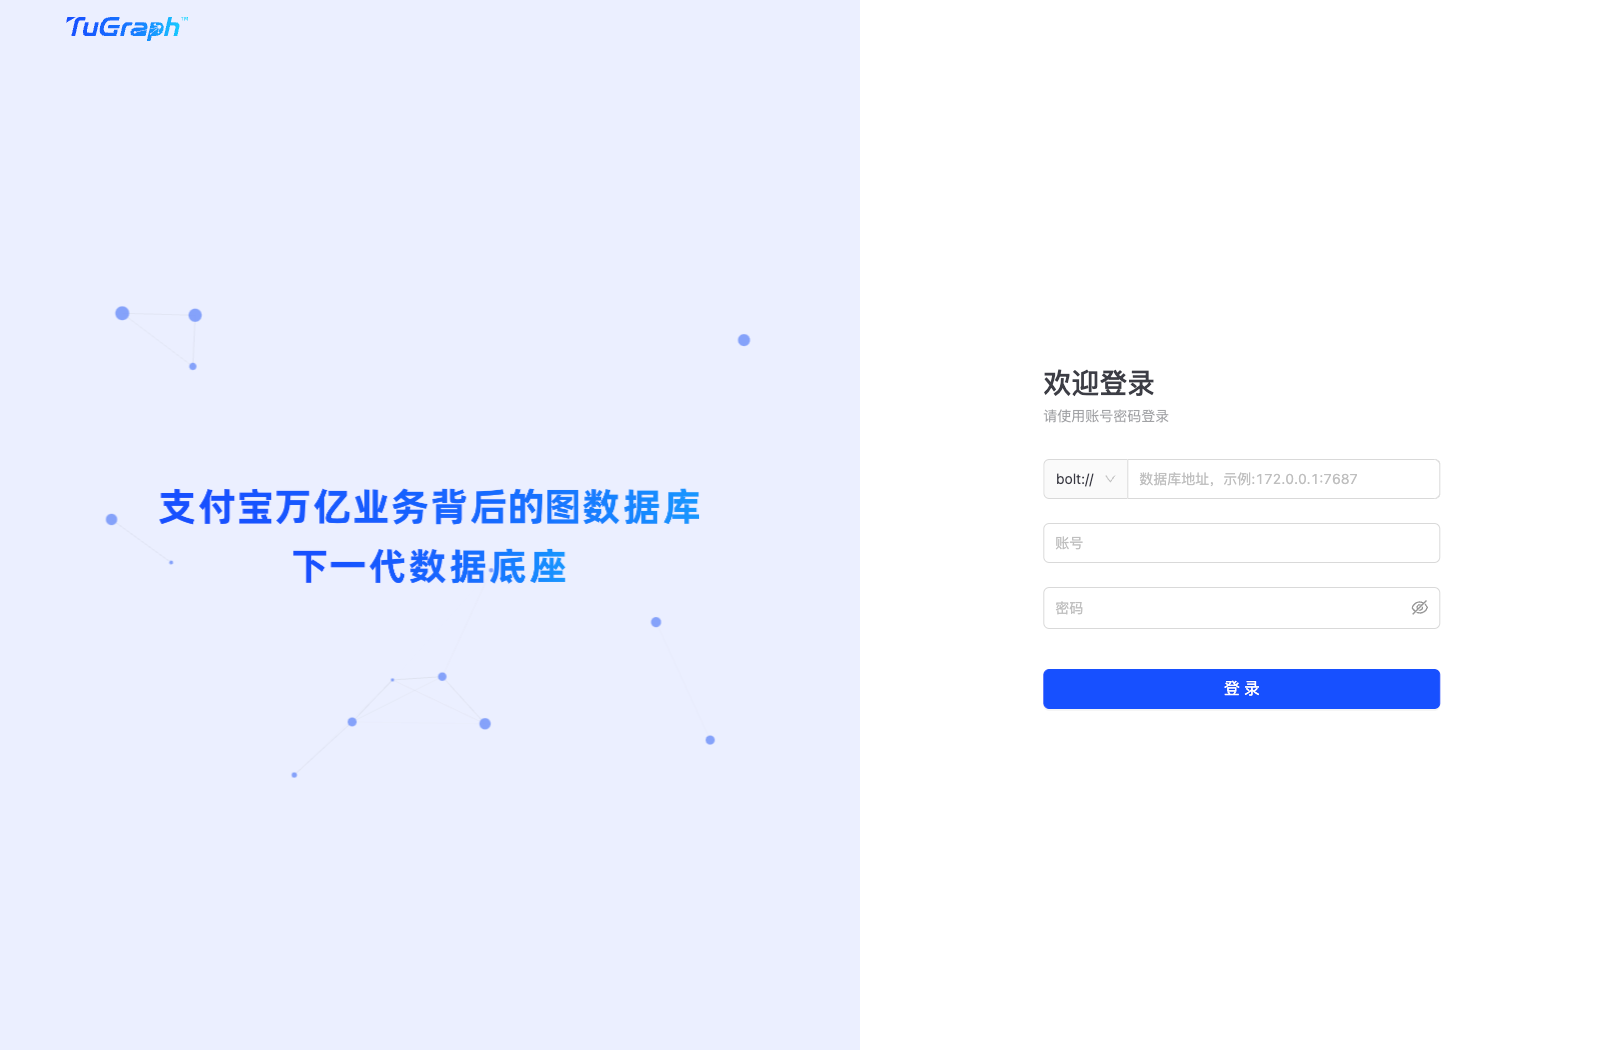 TuGraph™
支付宝万亿业务背后的图数据库
下一代数据底座
欢迎登录
请使用账号密码登录
bolt://
数据库地址，示例:172.0.0.1:7687
账号
密码
登 录